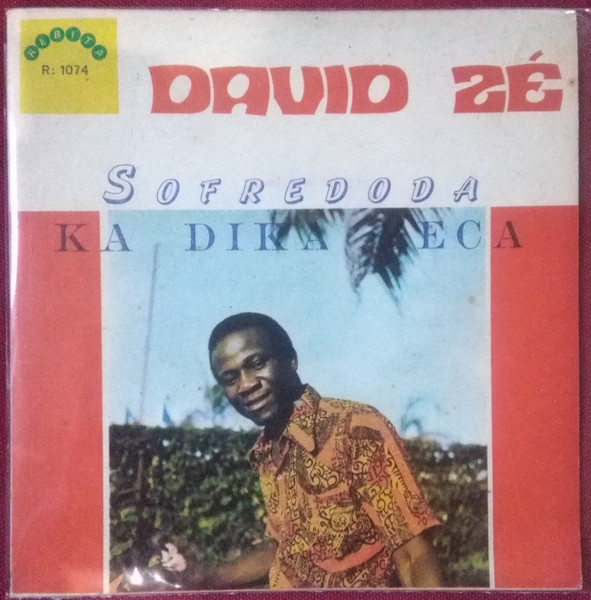 REBITA
R: 1074
DAVID ZÉ
SOFREDODA
KA DIKA